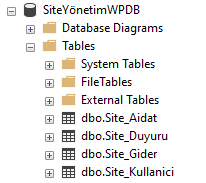 SiteYönetimWPDB
Database Diagrams
Tables
System Tables
FileTables
External Tables
dbo.Site_Aidat
dbo.Site_Duyuru
dbo.Site_Gider
dbo.Site_Kullanici